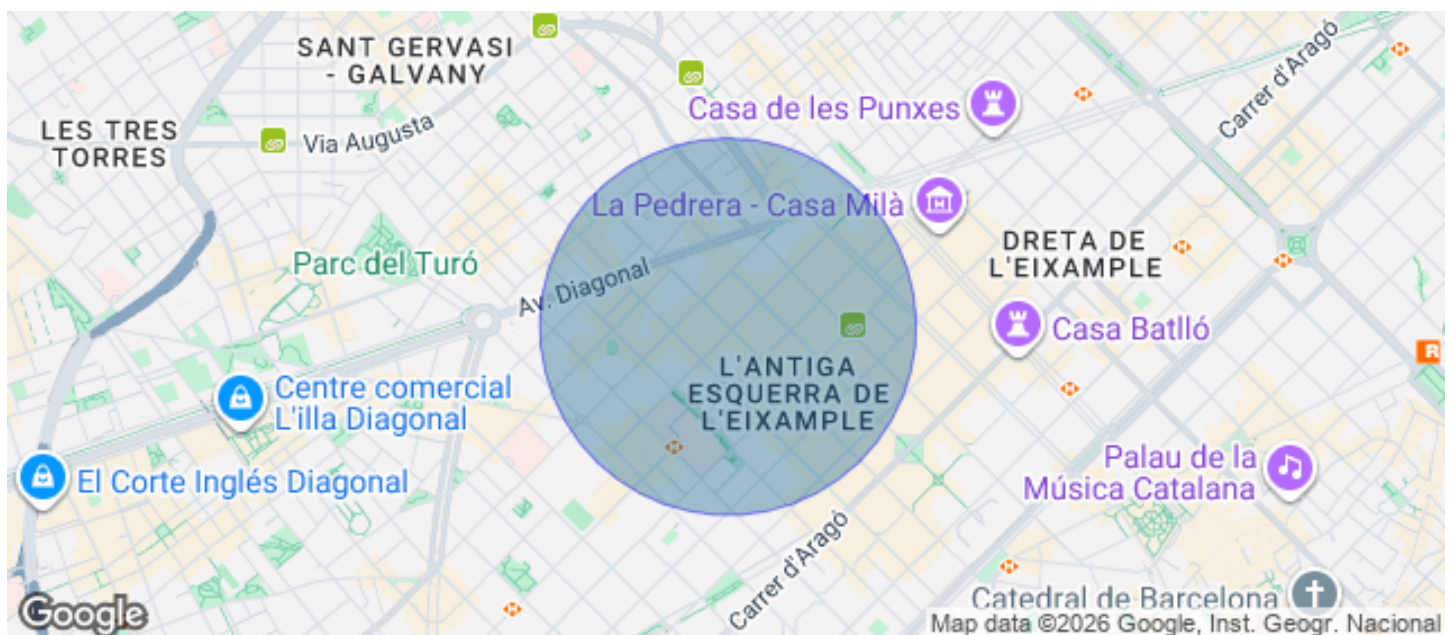 SANT GERVASI
- GALVANY
LES TRES
TORRES
Via Augusta
Casa de les Punxes
Carrer d'Aragó
La Pedrera - Casa Milà
DRETA DE
L'EIXAMPLE
Parc del Turó
Av. Diagonal
Casa Batlló
L'ANTIGA
ESQUERRA DE
L'EIXAMPLE
Centre comercial
L'illa Diagonal
El Corte Inglés Diagonal
R
Palau de la
Música Catalana
Carrer d'Aragó
Catedral de Barcelona
Google
Map data ©2026 Google, Inst. Geogr. Nacional